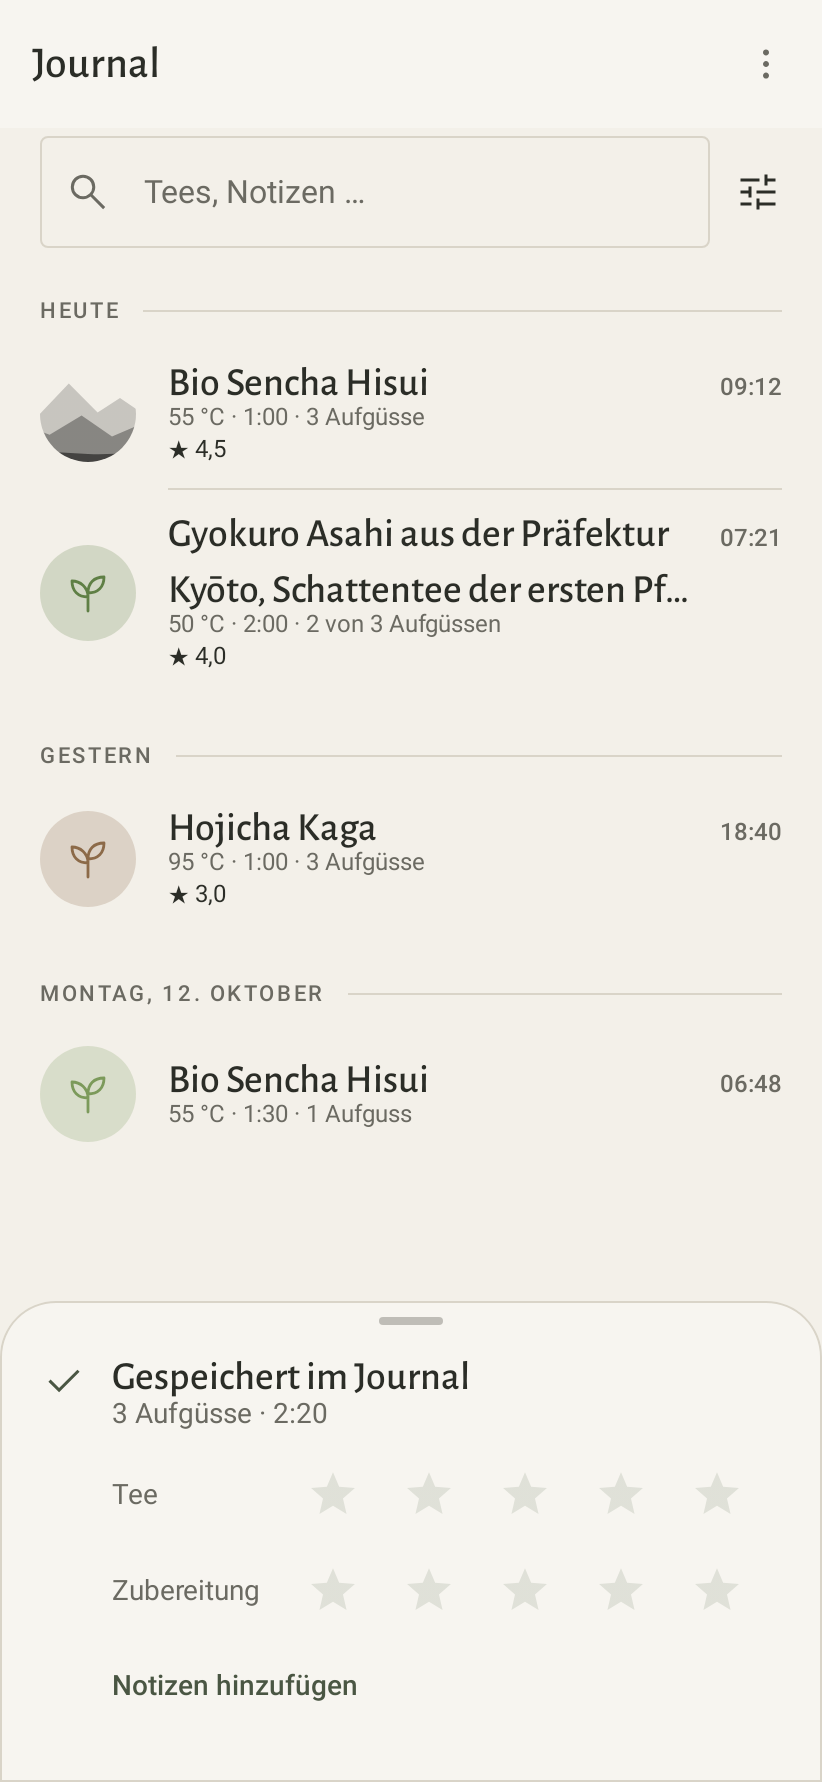 Journal
Tees, Notizen …
HEUTE
Bio Sencha Hisui
09:12
55 °C · 1:00 · 3 Aufgüsse
★ 4,5
Gyokuro Asahi aus der Präfektur
07:21
Kyōto, Schattentee der ersten Pf…
50 °C · 2:00 · 2 von 3 Aufgüssen
★ 4,0
GESTERN
Hojicha Kaga
18:40
95 °C · 1:00 · 3 Aufgüsse
★ 3,0
MONTAG, 12. OKTOBER
Bio Sencha Hisui
06:48
55 °C · 1:30 · 1 Aufguss
Gespeichert im Journal
3 Aufgüsse · 2:20
Tee
Zubereitung
Notizen hinzufügen